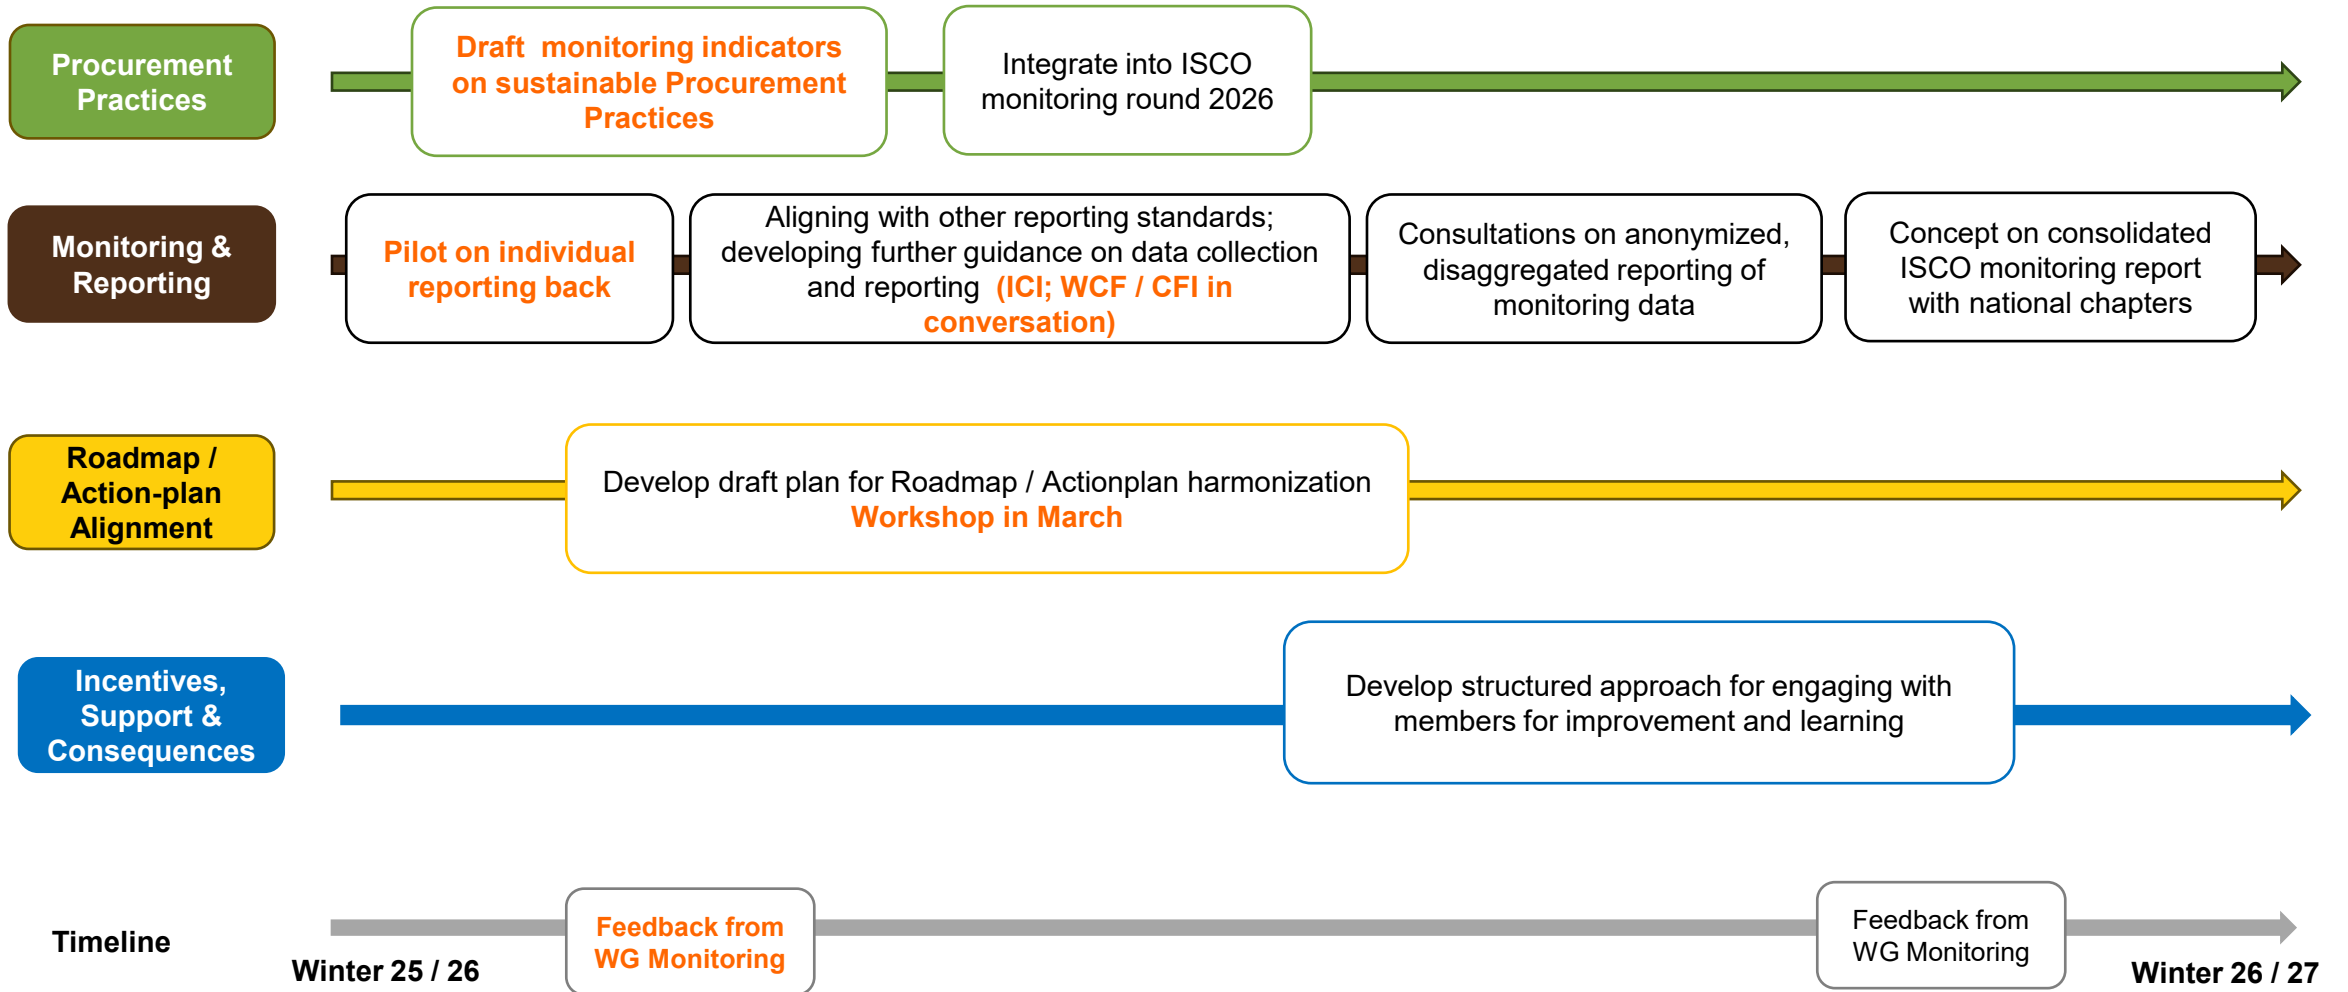 Procurement
Practices
Draft monitoring indicators
on sustainable Procurement
Practices
Integrate into ISCO
monitoring round 2026
Monitoring &
Reporting
Pilot on individual
reporting back
Aligning with other reporting standards;
developing further guidance on data collection
and reporting (ICI; WCF / CFI in
conversation)
Consultations on anonymized,
disaggregated reporting of
monitoring data
Concept on consolidated
ISCO monitoring report
with national chapters
Roadmap /
Action-plan
Alignment
Develop draft plan for Roadmap / Actionplan harmonization
Workshop in March
Incentives,
Support &
Consequences
Develop structured approach for engaging with
members for improvement and learning
Timeline
Winter 25 / 26
Feedback from
WG Monitoring
Feedback from
WG Monitoring
Winter 26 / 27